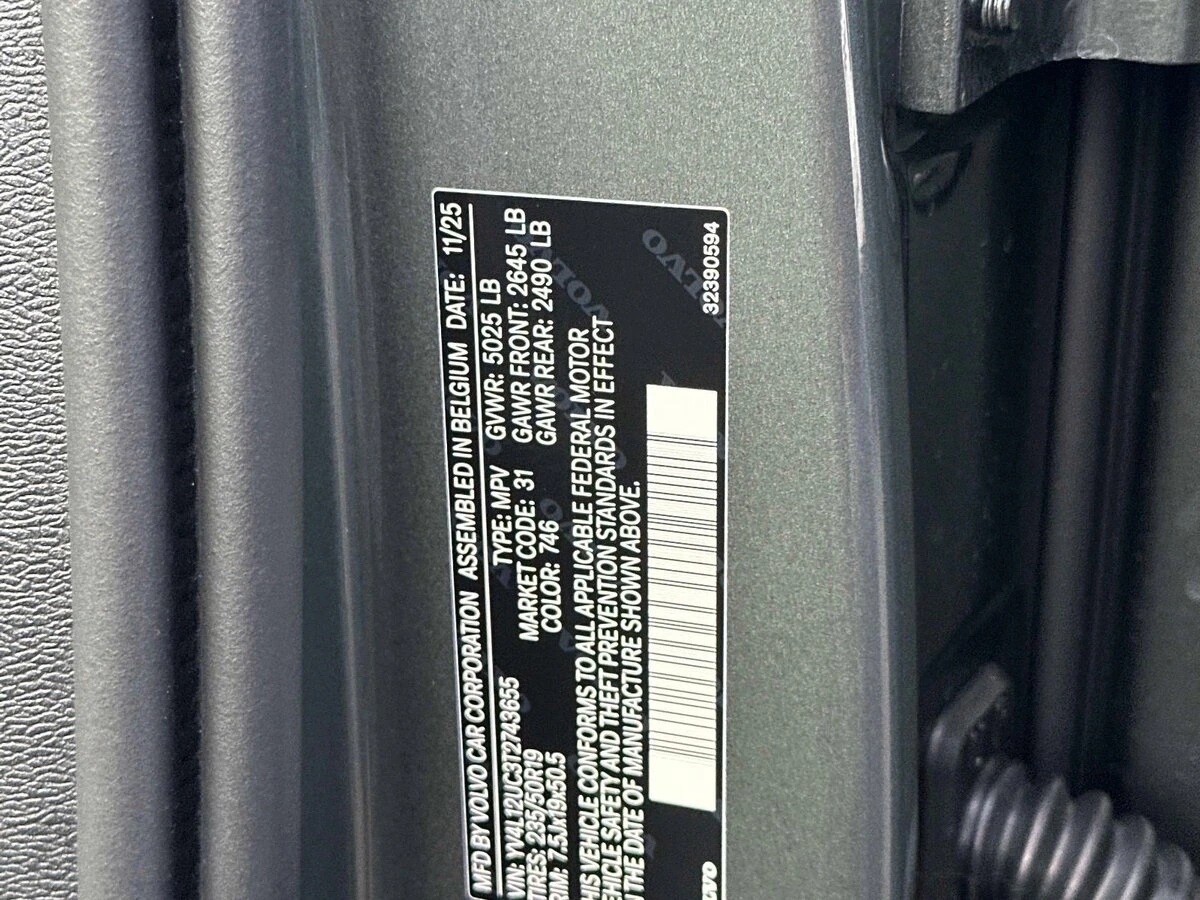 MFD BY VOLVO CAR CORPORATION ASSEMBLED IN BELGIUM DATE: 11/25
VIN: YV4L12UC3T2743655 TYPE: MPV GVWR: 5025 LB
TIRES: 235/50R19 MARKET CODE: 31 GAWR FRONT: 2645 LB
RIM: 7.5Jx19x50.5 COLOR: 746 GAWR REAR: 2490 LB
THIS VEHICLE CONFORMS TO ALL APPLICABLE FEDERAL MOTOR
VEHICLE SAFETY AND THEFT PREVENTION STANDARDS IN EFFECT
ON THE DATE OF MANUFACTURE SHOWN ABOVE.
VOLVO 32390594